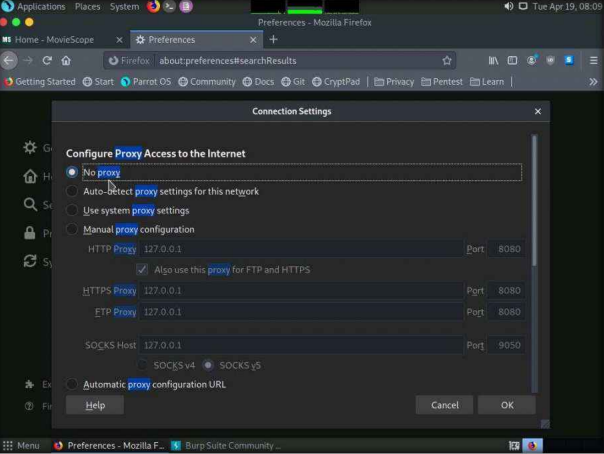 Applications Places System Tue Apr 19, 08:09
Preferences - Mozilla Firefox
MS Home - MovieScope × Preferences × +
Firefox about:preferences#searchResults
Getting Started Start Parrot OS Community Docs Git CryptPad Privacy Pentest Learn
Connection Settings ×
Configure Proxy Access to the Internet
No proxy
Auto-detect proxy settings for this network
Use system proxy settings
Manual proxy configuration
HTTP Proxy 127.0.0.1 Port 8080
Also use this proxy for FTP and HTTPS
HTTPS Proxy 127.0.0.1 Port 8080
FTP Proxy 127.0.0.1 Port 8080
SOCKS Host 127.0.0.1 Port 9050
SOCKS v4 SOCKS v5
Automatic proxy configuration URL
Help Cancel OK
Menu Preferences - Mozilla F... Burp Suite Community ...